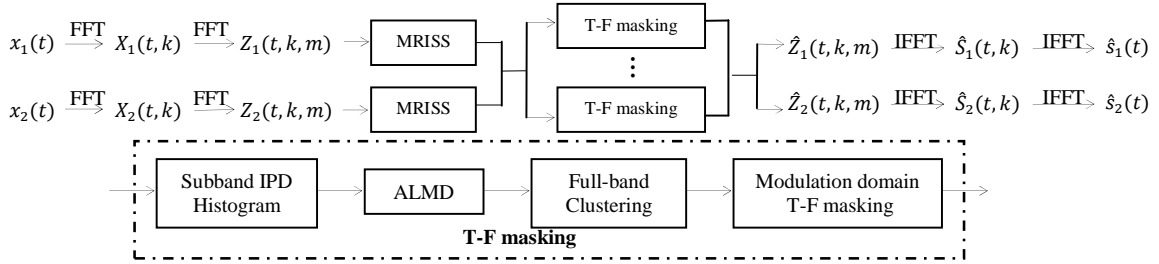 x₁(t) FFT X₁(t, k) FFT Z₁(t, k, m) MRISS T-F masking Ẑ₁(t, k, m) IFFT Ŝ₁(t, k) IFFT ŝ₁(t)
⋮
x₂(t) FFT X₂(t, k) FFT Z₂(t, k, m) MRISS T-F masking Ẑ₂(t, k, m) IFFT Ŝ₂(t, k) IFFT ŝ₂(t)
Subband IPD
Histogram
ALMD
Full-band
Clustering
Modulation domain
T-F masking
T-F masking